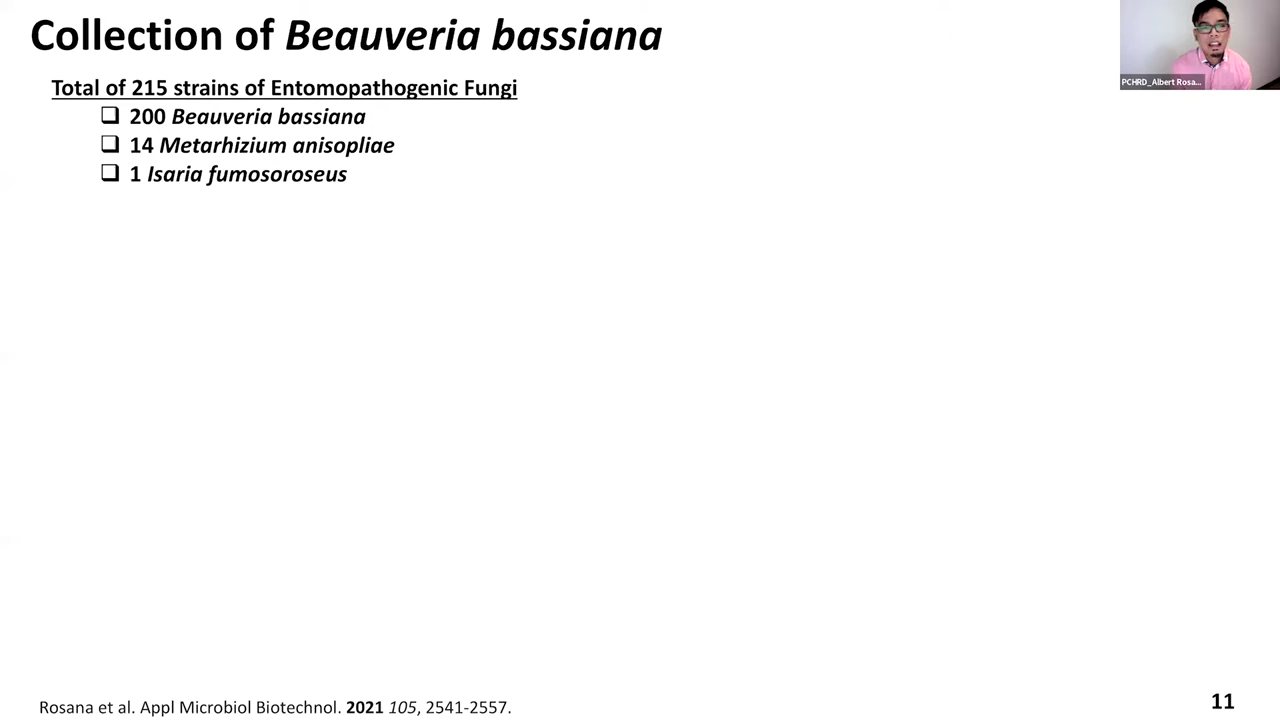 Collection of Beauveria bassiana
PCHRD_Albert Rosa...
Total of 215 strains of Entomopathogenic Fungi
200 Beauveria bassiana
14 Metarhizium anisopliae
1 Isaria fumosoroseus
Rosana et al. Appl Microbiol Biotechnol. 2021 105, 2541-2557.
11